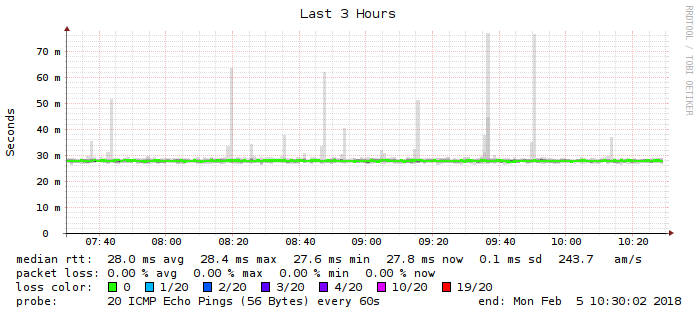 Last 3 Hours
RRDTOOL / TOBI OETIKER
Seconds
70 m
60 m
50 m
40 m
30 m
20 m
10 m
0
07:40 08:00 08:20 08:40 09:00 09:20 09:40 10:00 10:20
median rtt: 28.0 ms avg 28.4 ms max 27.6 ms min 27.8 ms now 0.1 ms sd 243.7 am/s
packet loss: 0.00 % avg 0.00 % max 0.00 % min 0.00 % now
loss color: 0 1/20 2/20 3/20 4/20 10/20 19/20
probe: 20 ICMP Echo Pings (56 Bytes) every 60s end: Mon Feb 5 10:30:02 2018